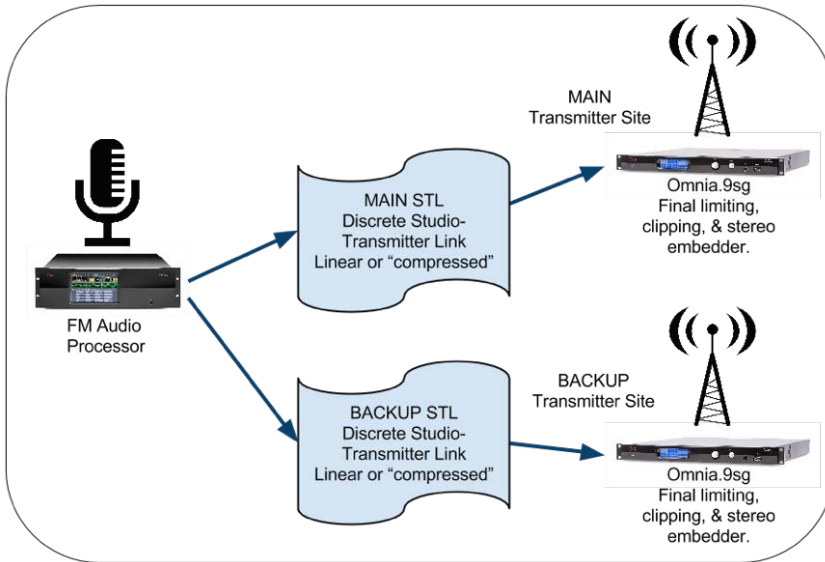 FM Audio
Processor
MAIN STL
Discrete Studio-
Transmitter Link
Linear or “compressed”
BACKUP STL
Discrete Studio-
Transmitter Link
Linear or “compressed”
MAIN
Transmitter Site
Omnia.9sg
Final limiting,
clipping, & stereo
embedder.
BACKUP
Transmitter Site
Omnia.9sg
Final limiting,
clipping, & stereo
embedder.